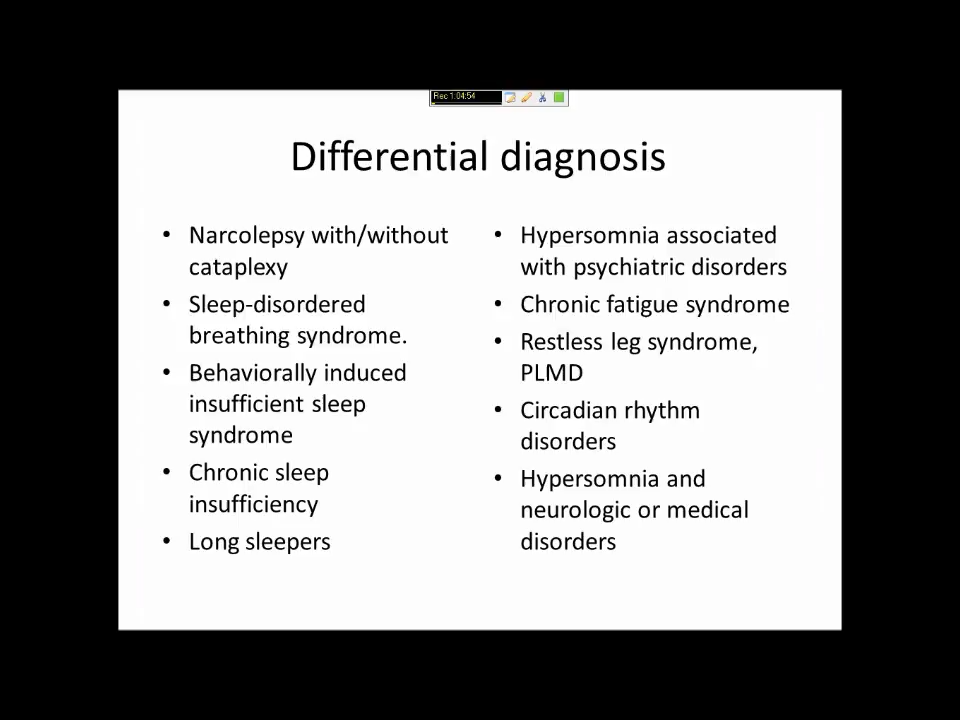 Rec 1:04:54
Differential diagnosis
• Narcolepsy with/without
cataplexy
• Sleep-disordered
breathing syndrome.
• Behaviorally induced
insufficient sleep
syndrome
• Chronic sleep
insufficiency
• Long sleepers
• Hypersomnia associated
with psychiatric disorders
• Chronic fatigue syndrome
• Restless leg syndrome,
PLMD
• Circadian rhythm
disorders
• Hypersomnia and
neurologic or medical
disorders